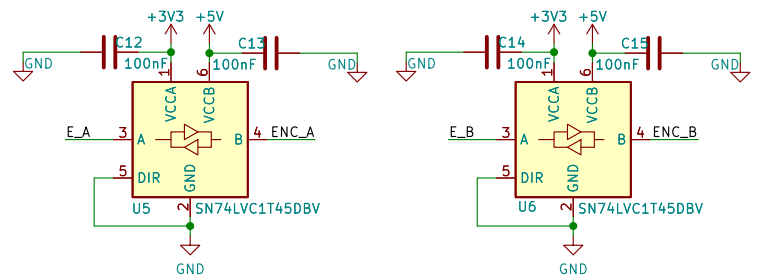 +3V3 +5V
C12 C13
GND 100nF 100nF GND
1 6
VCCA VCCB
E_A 3 A B 4 ENC_A
5 DIR GND
U5 2 SN74LVC1T45DBV
GND
+3V3 +5V
C14 C15
GND 100nF 100nF GND
1 6
VCCA VCCB
E_B 3 A B 4 ENC_B
5 DIR GND
U6 2 SN74LVC1T45DBV
GND